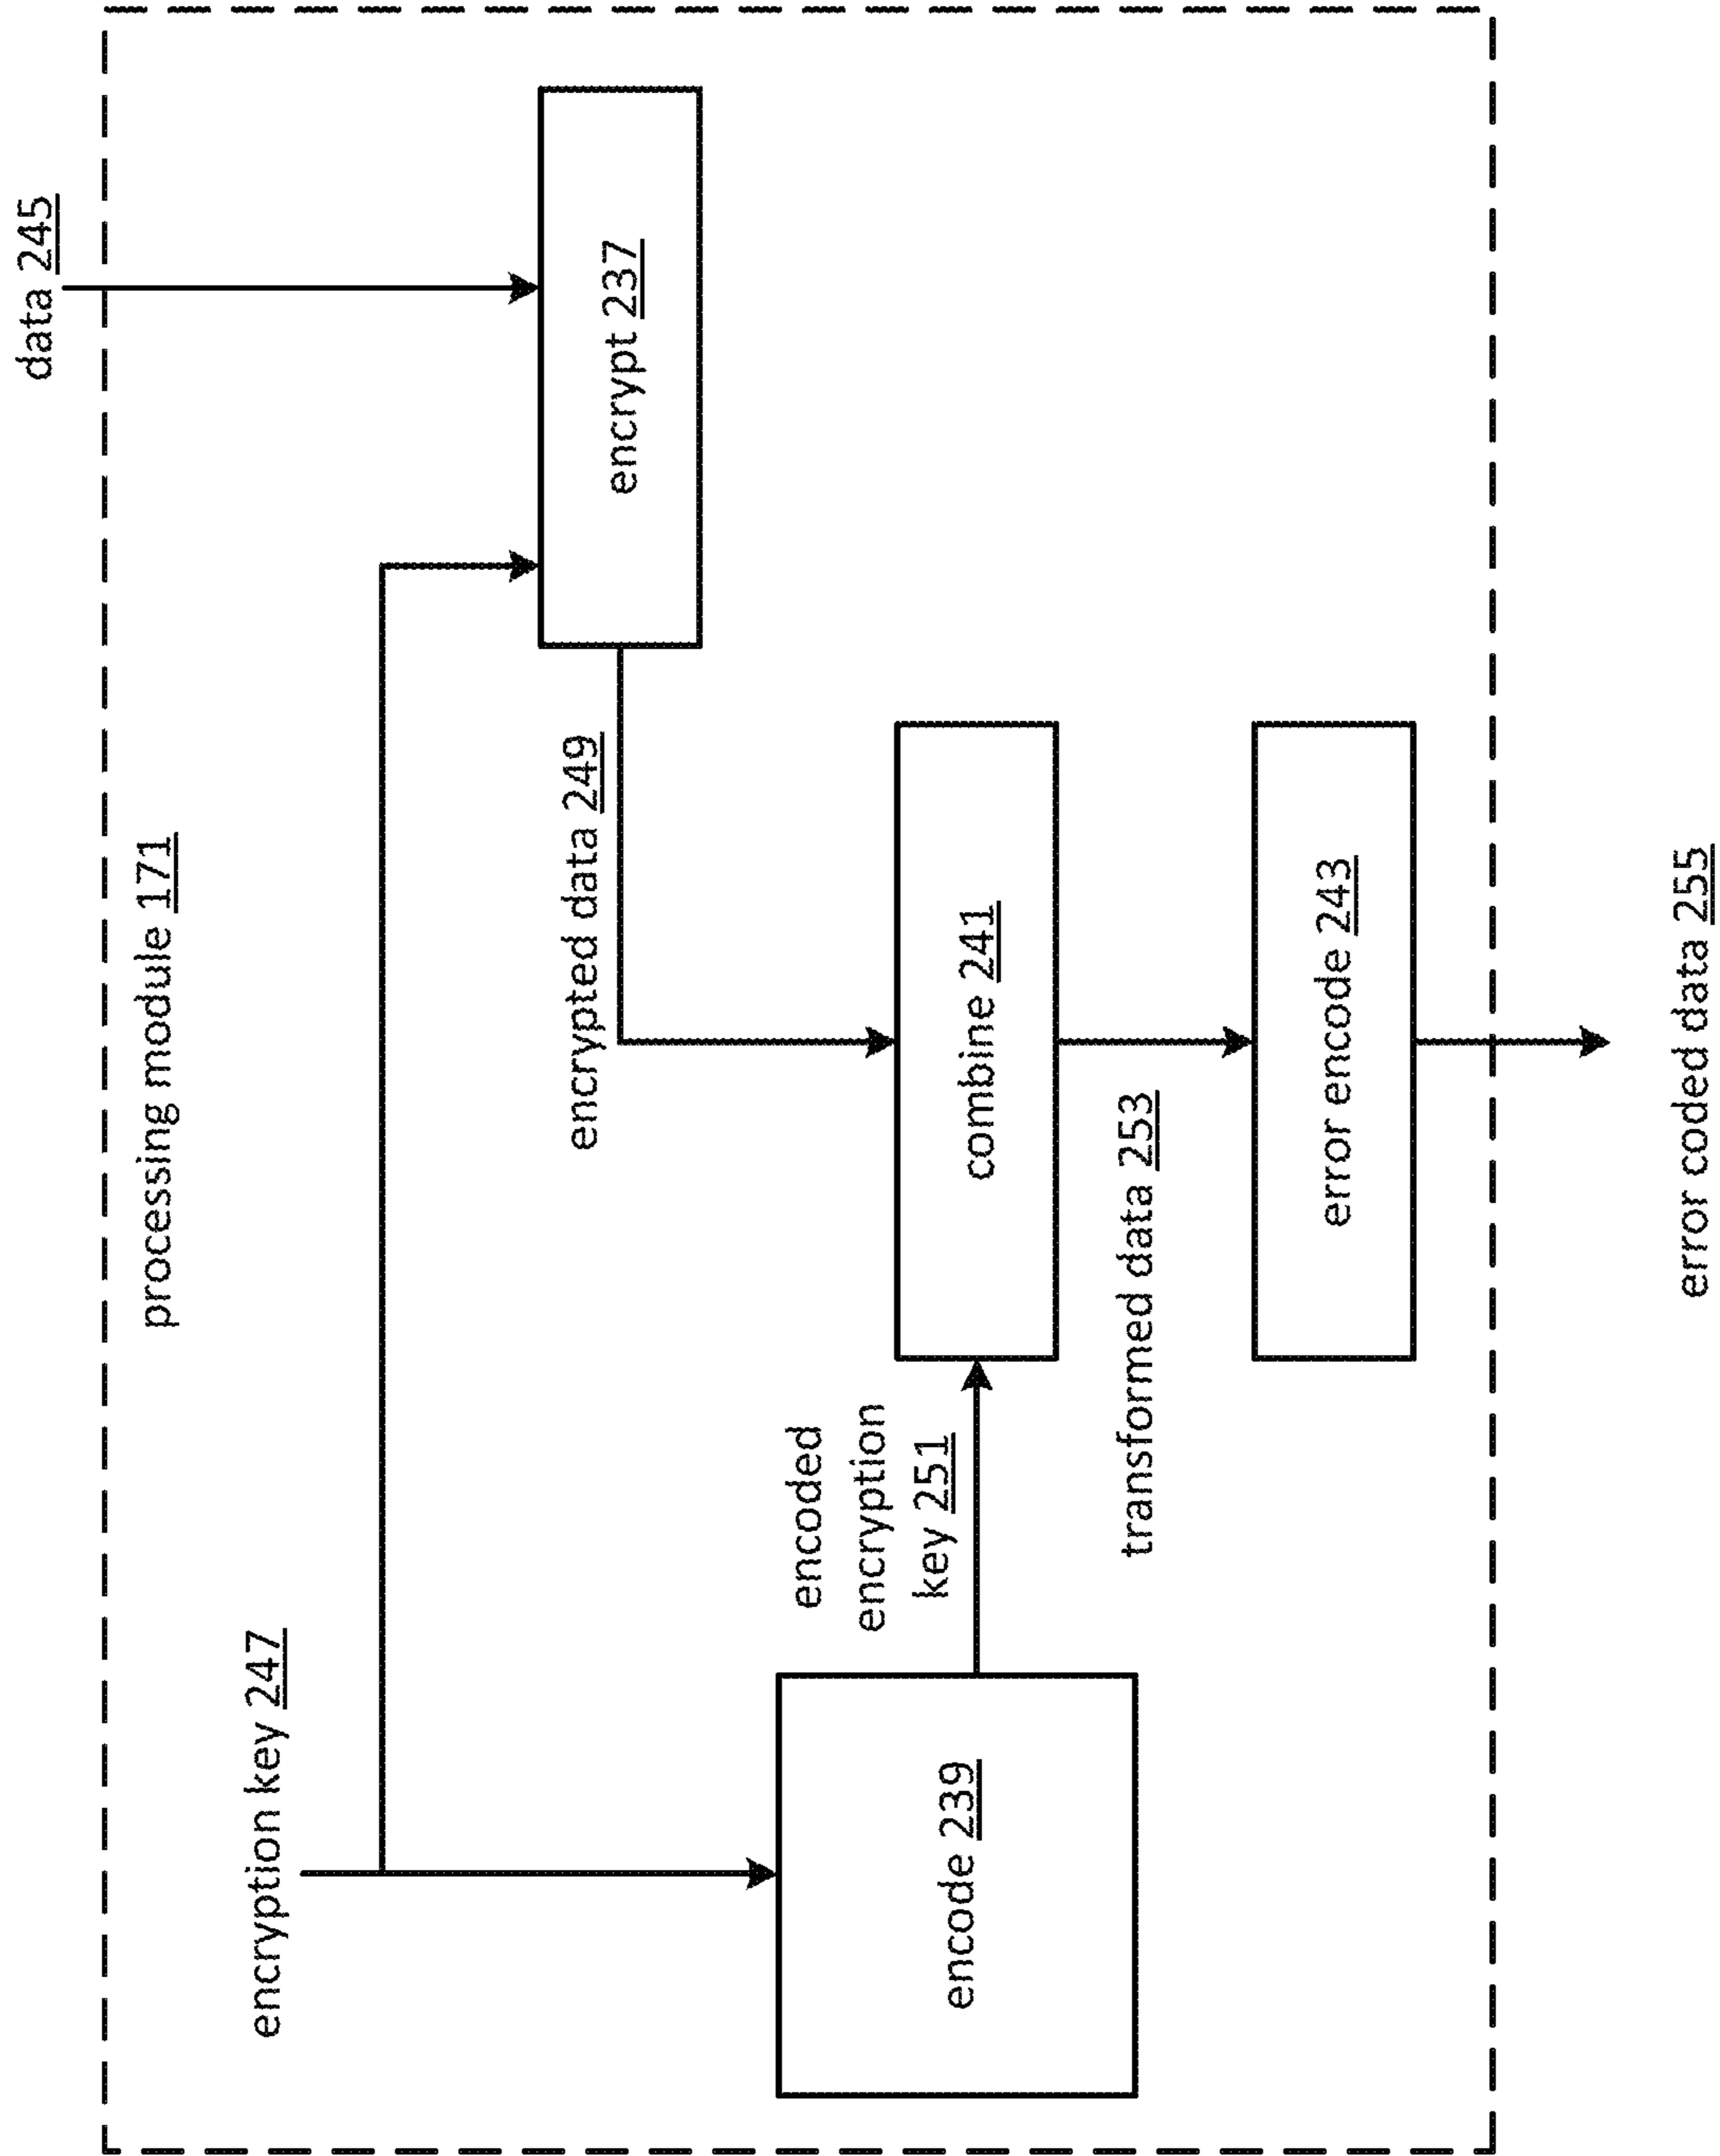 data 245
processing module 171
encryption key 247
encrypt 237
encrypted data 249
encoded
encryption
key 251
encode 239
combine 241
transformed data 253
error encode 243
error coded data 255